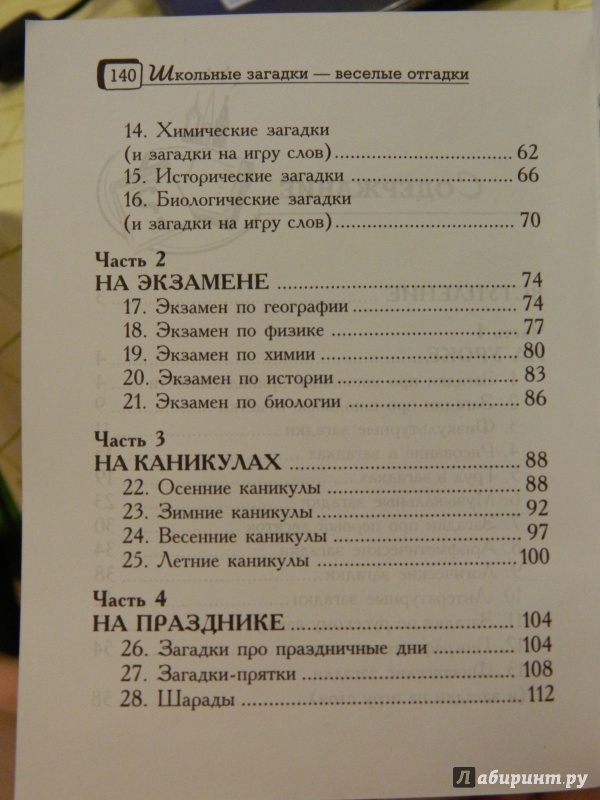 140 Школьные загадки — веселые отгадки
14. Химические загадки
(и загадки на игру слов)..........62
15. Исторические загадки..........66
16. Биологические загадки
(и загадки на игру слов)..........70
Часть 2
НА ЭКЗАМЕНЕ..........74
17. Экзамен по географии..........74
18. Экзамен по физике..........77
19. Экзамен по химии..........80
20. Экзамен по истории..........83
21. Экзамен по биологии..........86
Часть 3
НА КАНИКУЛАХ..........88
22. Осенние каникулы..........88
23. Зимние каникулы..........92
24. Весенние каникулы..........97
25. Летние каникулы..........100
Часть 4
НА ПРАЗДНИКЕ..........104
26. Загадки про праздничные дни..........104
27. Загадки-прятки..........108
28. Шарады..........112
Лабиринт.ру